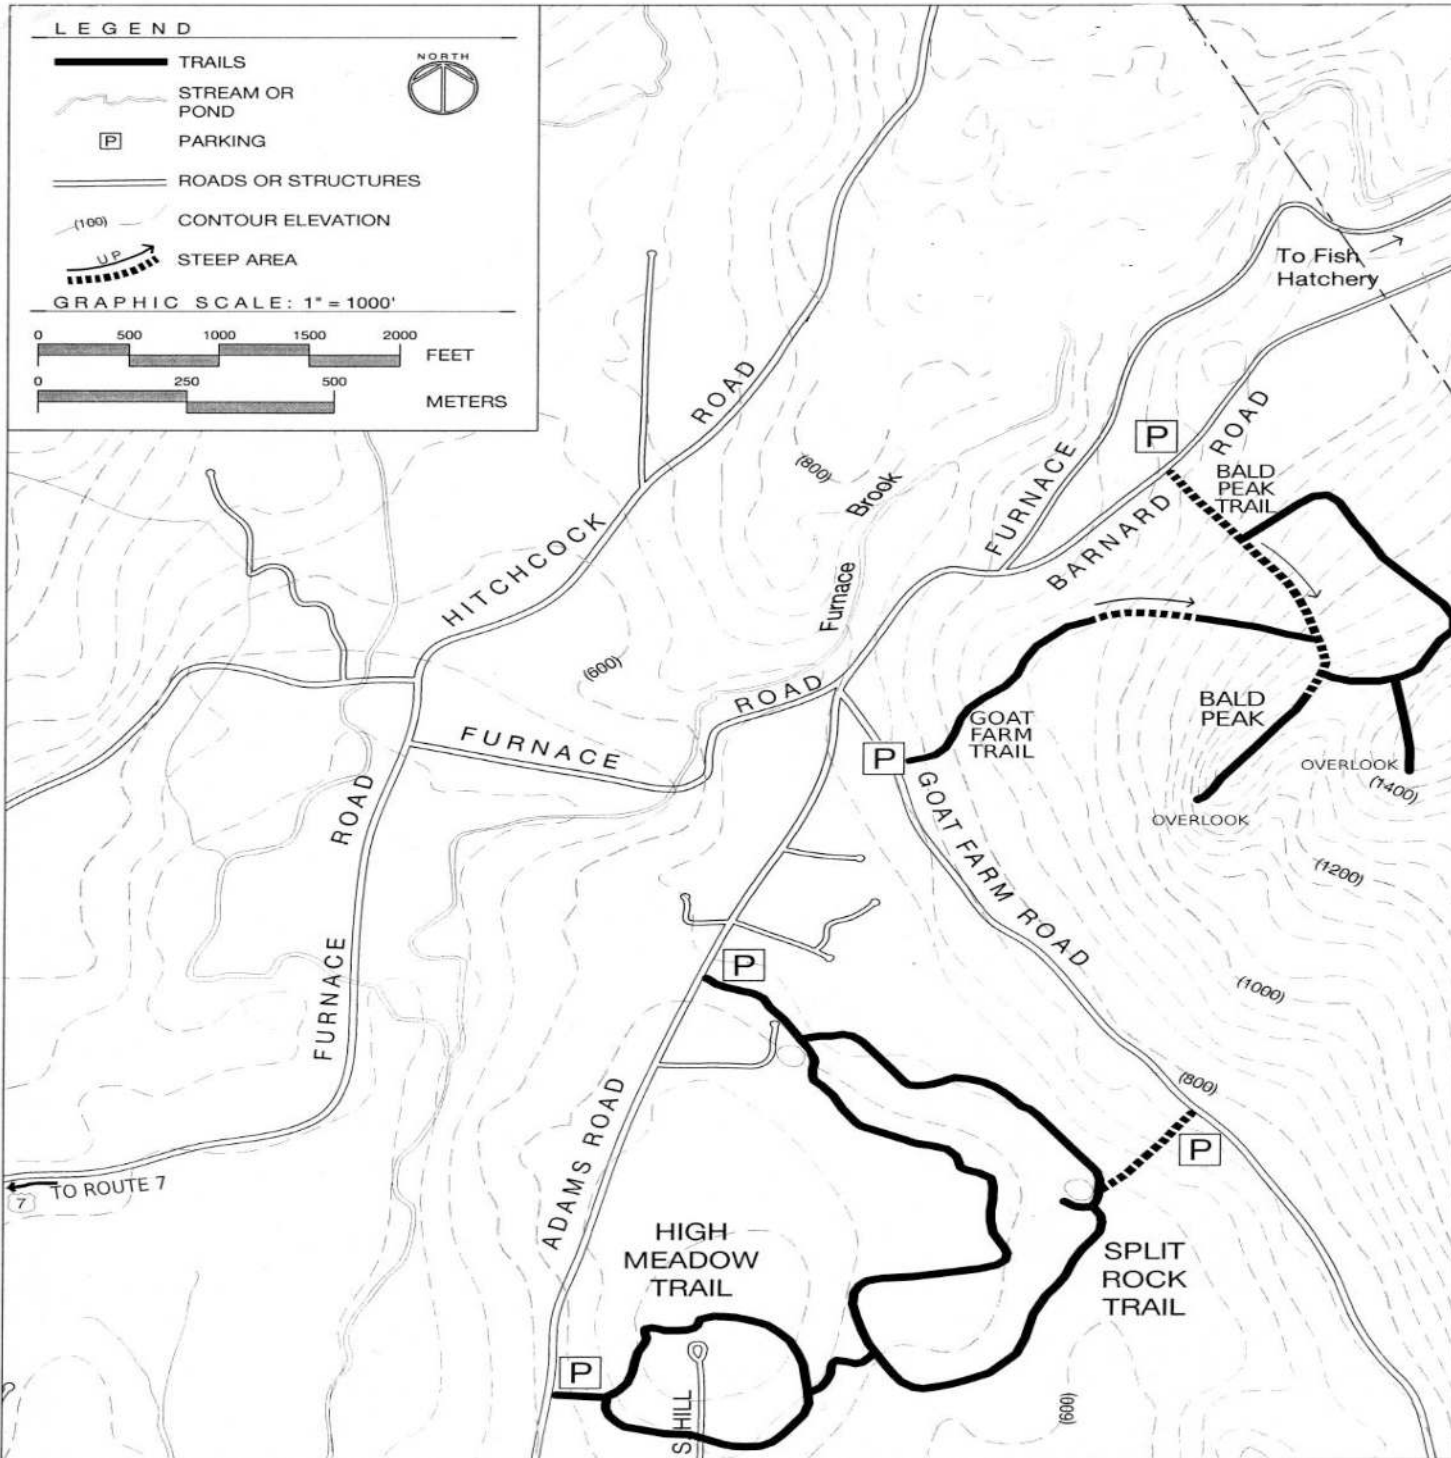 LEGEND
NORTH
TRAILS
STREAM OR
POND
P
PARKING
ROADS OR STRUCTURES
(100)
CONTOUR ELEVATION
UP
STEEP AREA
GRAPHIC SCALE: 1" = 1000'
0 500 1000 1500 2000
FEET
0 250 500
METERS
To Fish
Hatchery
HITCHCOCK ROAD
(800)
Furnace Brook
FURNACE
BARNARD ROAD
P
BALD
PEAK
TRAIL
(600)
FURNACE ROAD
GOAT
FARM
TRAIL
BALD
PEAK
P
OVERLOOK
(1400)
OVERLOOK
GOAT FARM ROAD
(1200)
FURNACE ROAD
P
(1000)
(800)
P
ADAMS ROAD
TO ROUTE 7
7
HIGH
MEADOW
TRAIL
SPLIT
ROCK
TRAIL
P
S. HILL
(600)